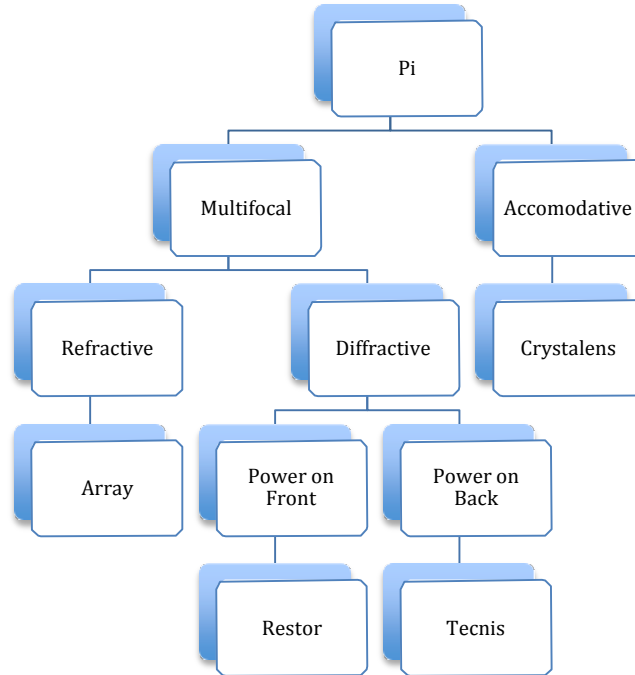 Pi
Multifocal
Accomodative
Refractive
Diffractive
Crystalens
Array
Power on
Front
Power on
Back
Restor
Tecnis